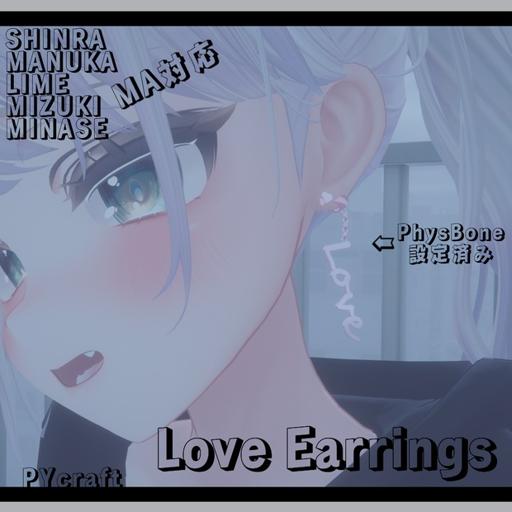 SHINRA
MANUKA
LIME
MIZUKI
MINASE
MA対応
Love
⇦PhysBone
設定済み
Love Earrings
PYcraft